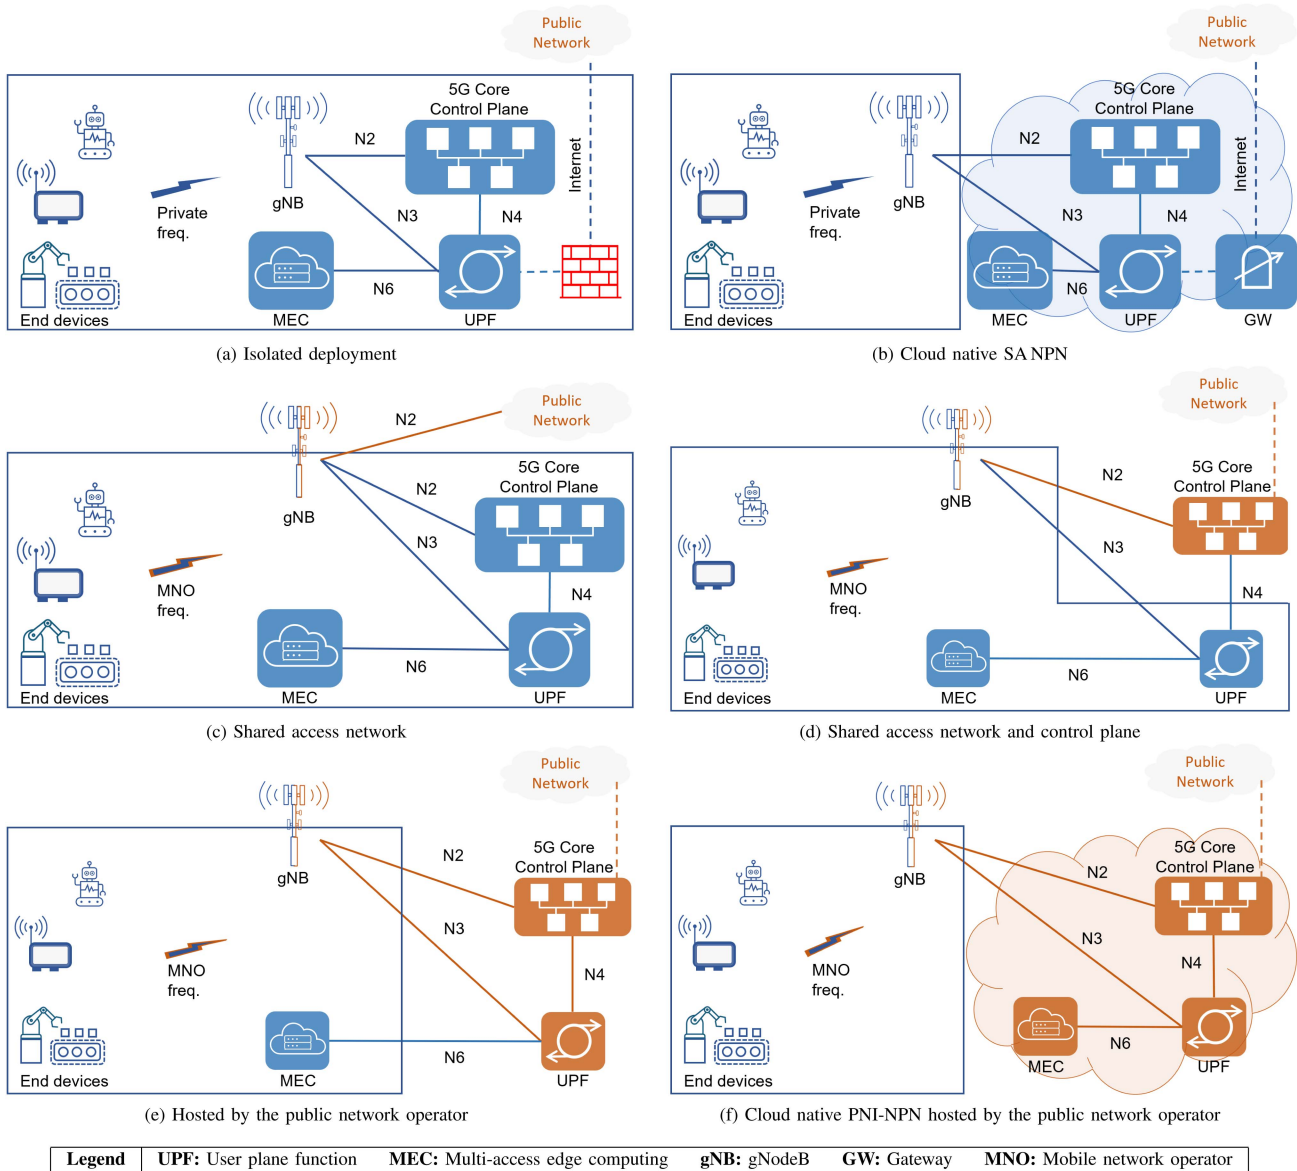 Public
Network
5G Core
Control Plane
N2
Internet
gNB
Private
freq.
N3
N4
N6
End devices
MEC
UPF
(a) Isolated deployment
Public
Network
5G Core
Control Plane
N2
Internet
gNB
Private
freq.
N3
N4
N6
End devices
MEC
UPF
GW
(b) Cloud native SA NPN
Public
Network
N2
5G Core
Control Plane
N2
gNB
N3
MNO
freq.
N4
N6
End devices
MEC
UPF
(c) Shared access network
Public
Network
5G Core
Control Plane
N2
gNB
N3
MNO
freq.
N4
N6
End devices
MEC
UPF
(d) Shared access network and control plane
Public
Network
5G Core
Control Plane
N2
gNB
N3
MNO
freq.
N4
N6
End devices
MEC
UPF
(e) Hosted by the public network operator
Public
Network
5G Core
Control Plane
N2
gNB
N3
MNO
freq.
N4
N6
End devices
MEC
UPF
(f) Cloud native PNI-NPN hosted by the public network operator
Legend UPF: User plane function MEC: Multi-access edge computing gNB: gNodeB GW: Gateway MNO: Mobile network operator